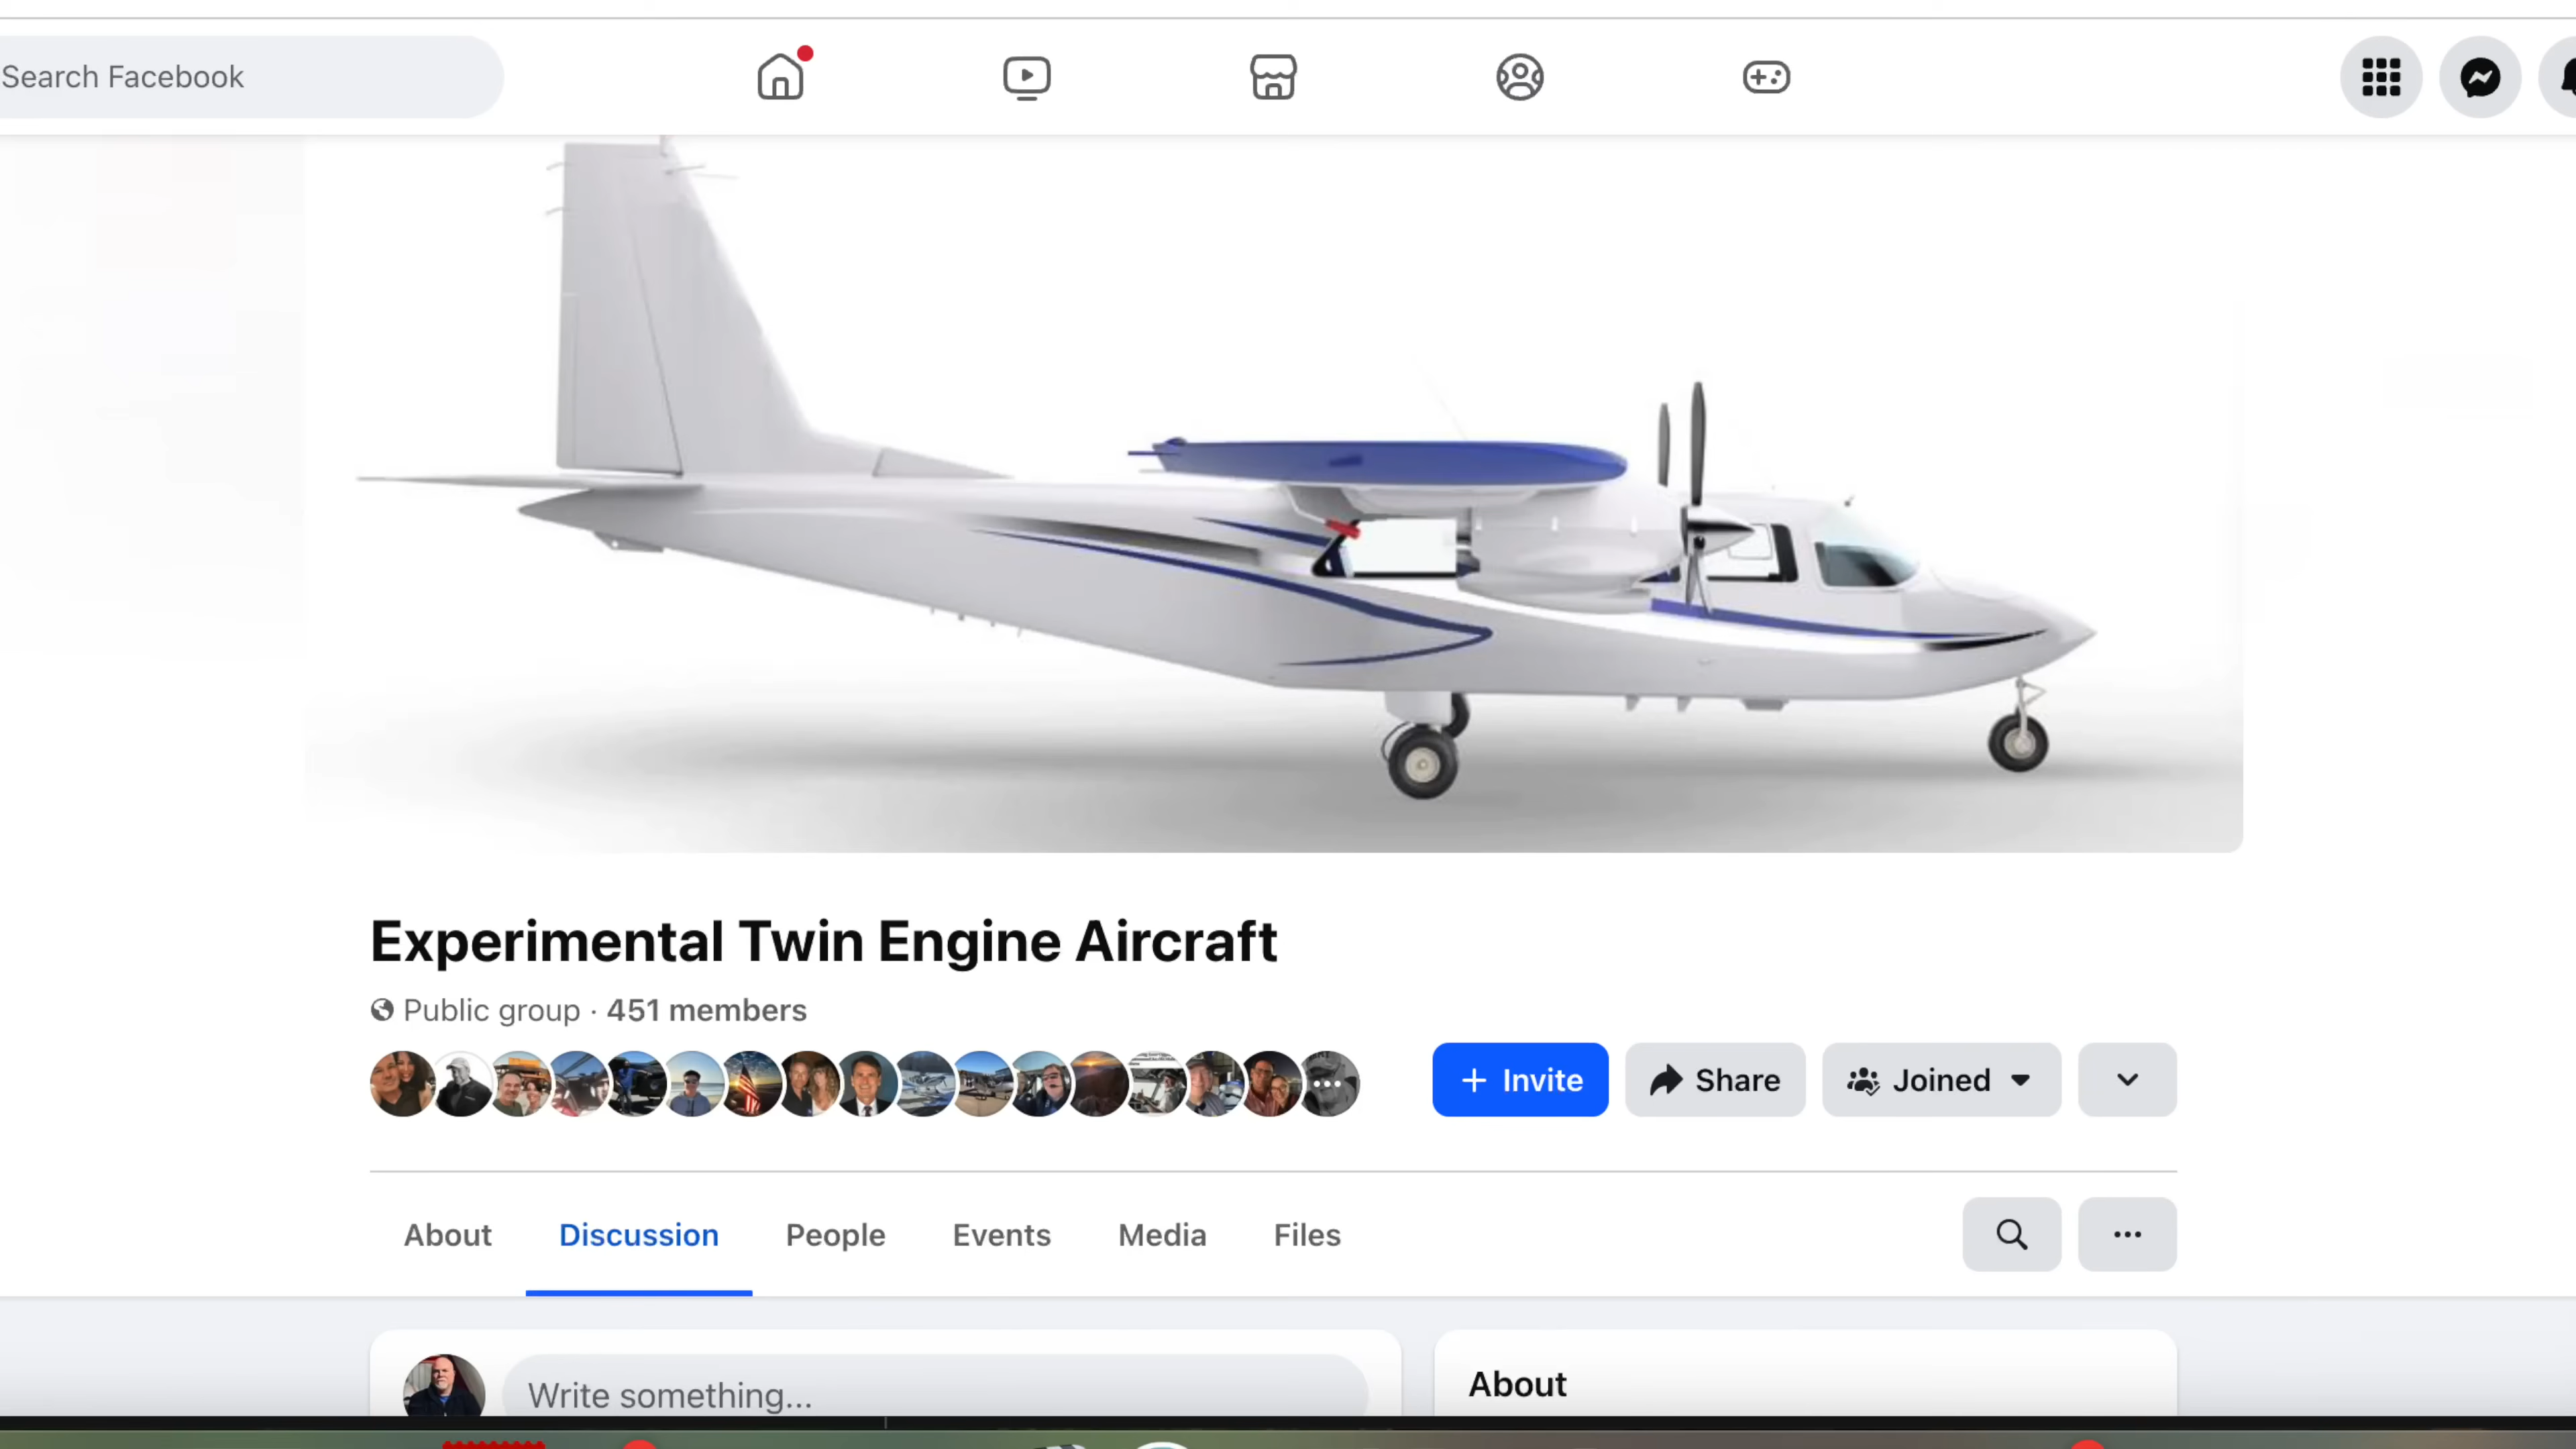 Search Facebook
Experimental Twin Engine Aircraft
Public group · 451 members
+ Invite
Share
Joined
About
Discussion
People
Events
Media
Files
Write something...
About